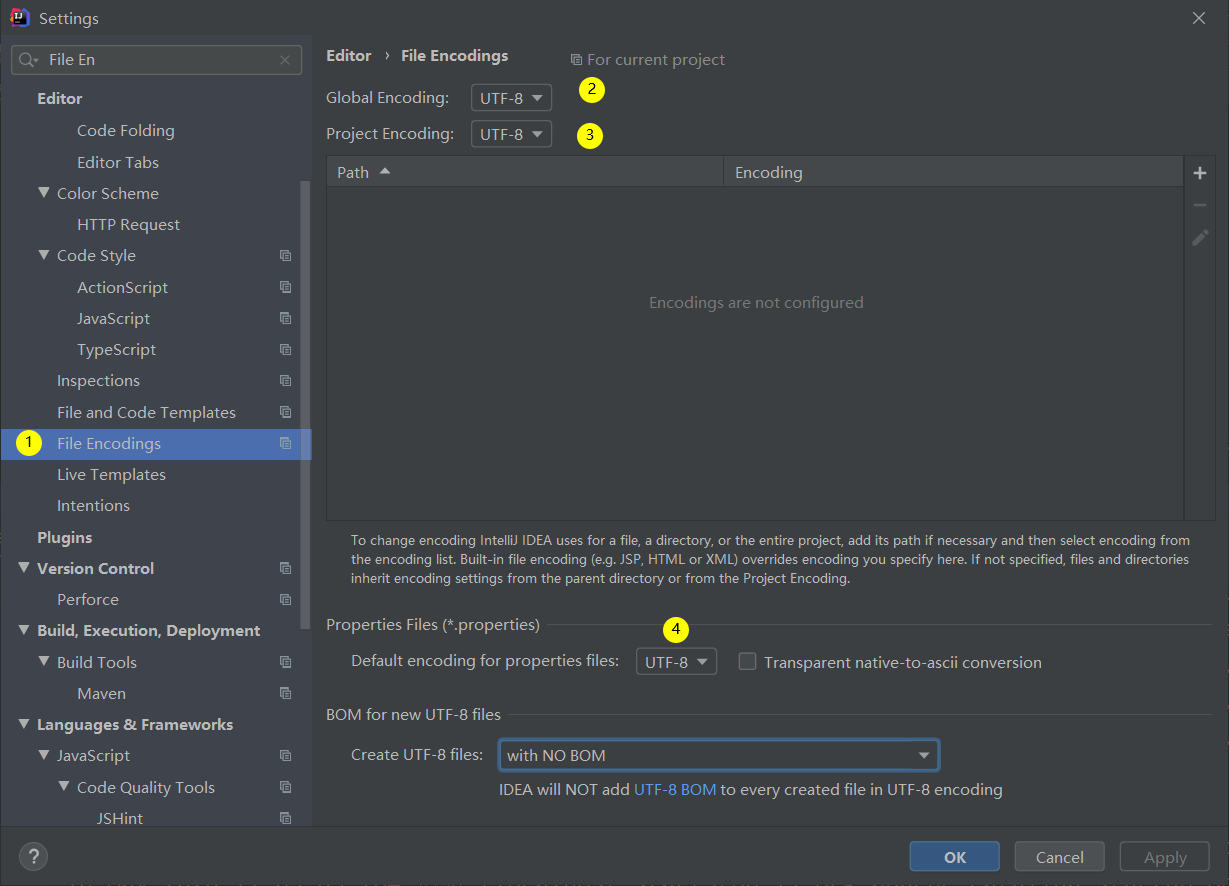 Settings
File En
Editor
Code Folding
Editor Tabs
Color Scheme
HTTP Request
Code Style
ActionScript
JavaScript
TypeScript
Inspections
File and Code Templates
1 File Encodings
Live Templates
Intentions
Plugins
Version Control
Perforce
Build, Execution, Deployment
Build Tools
Maven
Languages & Frameworks
JavaScript
Code Quality Tools
JSHint
Editor › File Encodings For current project
Global Encoding: UTF-8 2
Project Encoding: UTF-8 3
Path Encoding
Encodings are not configured
To change encoding IntelliJ IDEA uses for a file, a directory, or the entire project, add its path if necessary and then select encoding from
the encoding list. Built-in file encoding (e.g. JSP, HTML or XML) overrides encoding you specify here. If not specified, files and directories
inherit encoding settings from the parent directory or from the Project Encoding.
Properties Files (*.properties)
4
Default encoding for properties files: UTF-8 Transparent native-to-ascii conversion
BOM for new UTF-8 files
Create UTF-8 files: with NO BOM
IDEA will NOT add UTF-8 BOM to every created file in UTF-8 encoding
? OK Cancel Apply